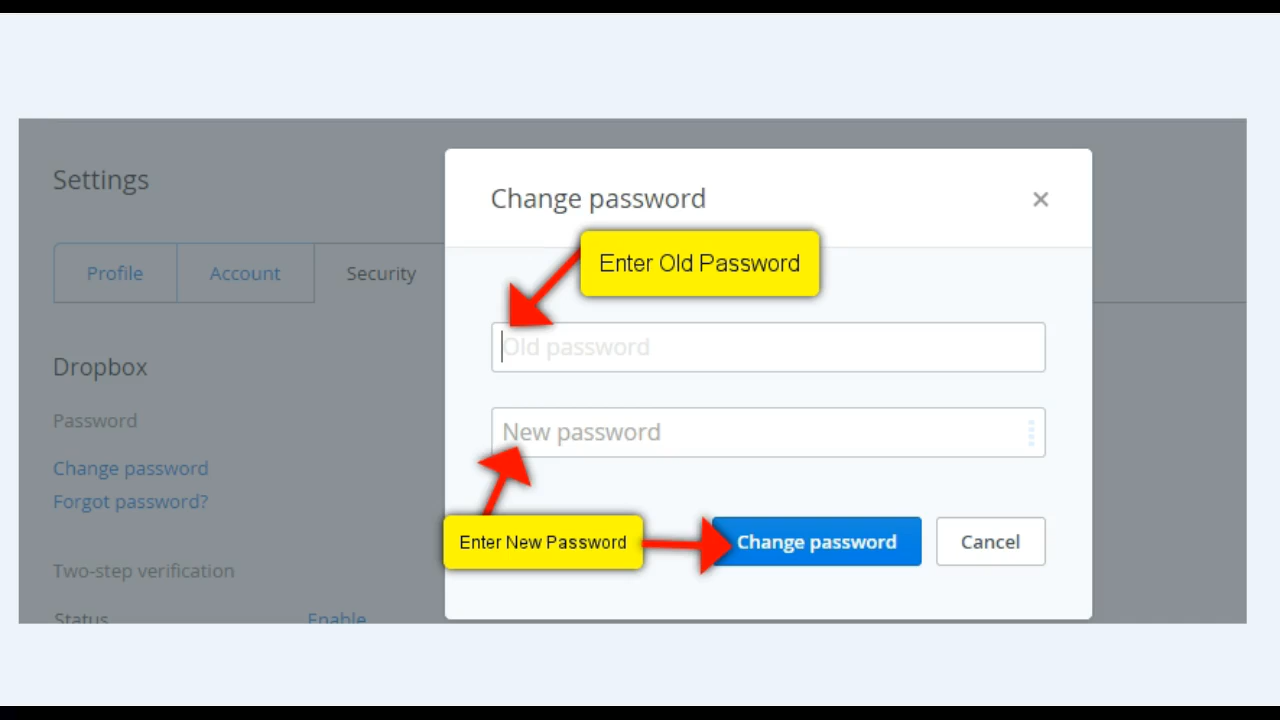 Settings
Change password
×
Enter Old Password
Profile
Account
Security
Old password
Dropbox
Password
New password
Change password
Forgot password?
Enter New Password
Change password
Cancel
Two-step verification
Status
Enable